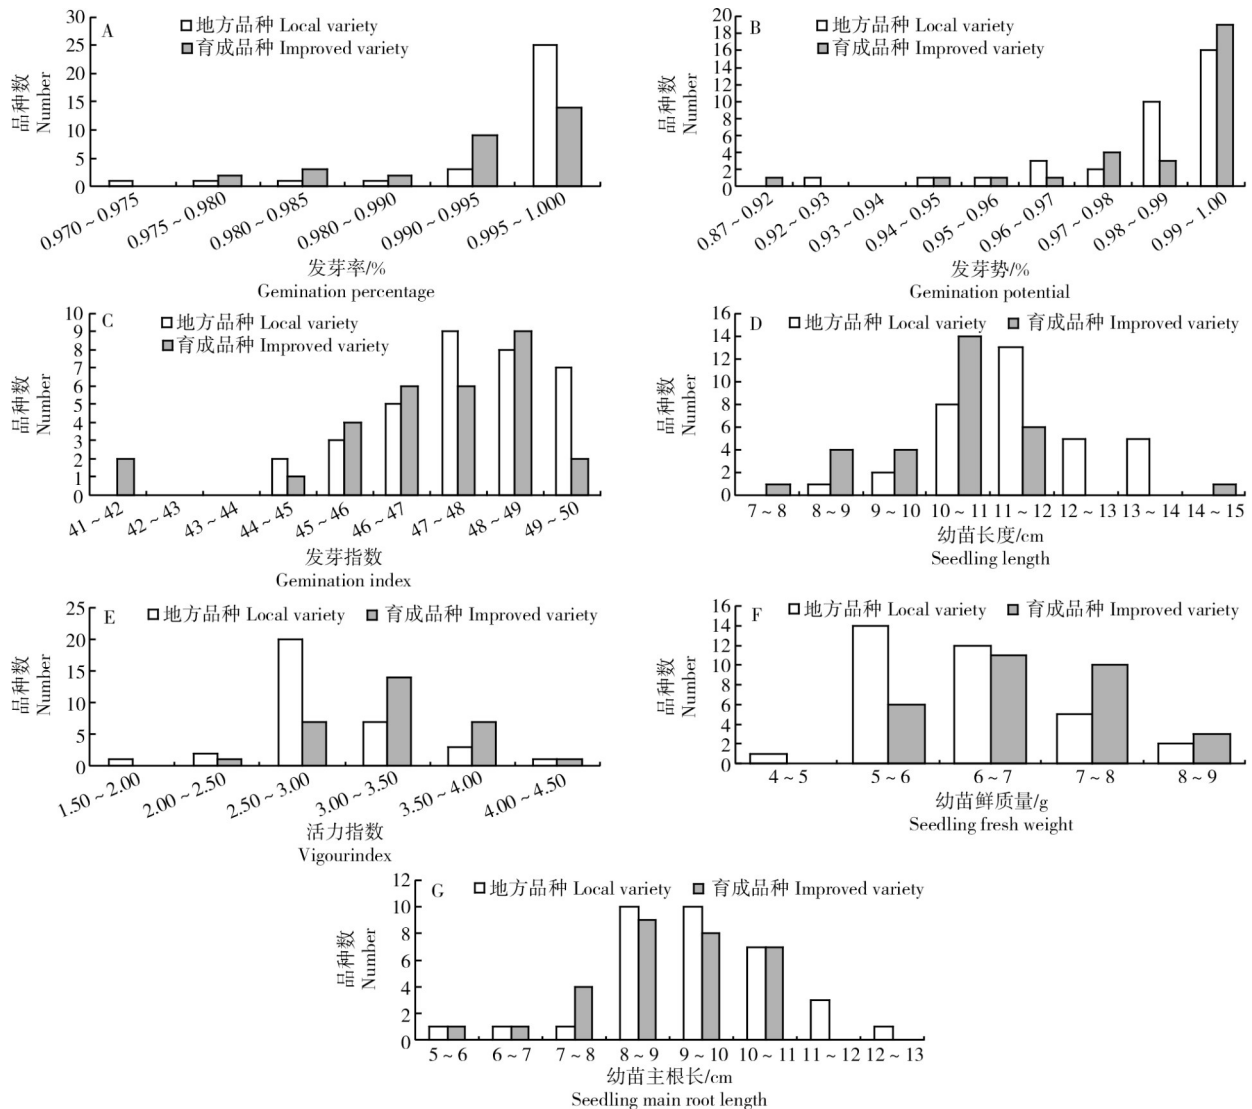 A
□地方品种 Local variety
■育成品种 Improved variety
品种数
Number
30
25
20
15
10
5
0
0.970 ~ 0.975
0.975 ~ 0.980
0.980 ~ 0.985
0.980 ~ 0.990
0.990 ~ 0.995
0.995 ~ 1.000
发芽率/%
Gemination percentage
B
□地方品种 Local variety
■育成品种 Improved variety
品种数
Number
20
18
16
14
12
10
8
6
4
2
0
0.87 ~ 0.92
0.92 ~ 0.93
0.93 ~ 0.94
0.94 ~ 0.95
0.95 ~ 0.96
0.96 ~ 0.97
0.97 ~ 0.98
0.98 ~ 0.99
0.99 ~ 1.00
发芽势/%
Gemination potential
C
□地方品种 Local variety
■育成品种 Improved variety
品种数
Number
10
9
8
7
6
5
4
3
2
1
0
41 ~ 42
42 ~ 43
43 ~ 44
44 ~ 45
45 ~ 46
46 ~ 47
47 ~ 48
48 ~ 49
49 ~ 50
发芽指数
Gemination index
D □地方品种 Local variety ■育成品种 Improved variety
品种数
Number
16
14
12
10
8
6
4
2
0
7 ~ 8 8 ~ 9 9 ~ 10 10 ~ 11 11 ~ 12 12 ~ 13 13 ~ 14 14 ~ 15
幼苗长度/cm
Seedling length
E □地方品种 Local variety ■育成品种 Improved variety
品种数
Number
25
20
15
10
5
0
1.50 ~ 2.00
2.00 ~ 2.50
2.50 ~ 3.00
3.00 ~ 3.50
3.50 ~ 4.00
4.00 ~ 4.50
活力指数
Vigourindex
F □地方品种 Local variety ■育成品种 Improved variety
品种数
Number
16
14
12
10
8
6
4
2
0
4 ~ 5 5 ~ 6 6 ~ 7 7 ~ 8 8 ~ 9
幼苗鲜质量/g
Seedling fresh weight
G □地方品种 Local variety ■育成品种 Improved variety
品种数
Number
12
10
8
6
4
2
0
5 ~ 6 6 ~ 7 7 ~ 8 8 ~ 9 9 ~ 10 10 ~ 11 11 ~ 12 12 ~ 13
幼苗主根长/cm
Seedling main root length